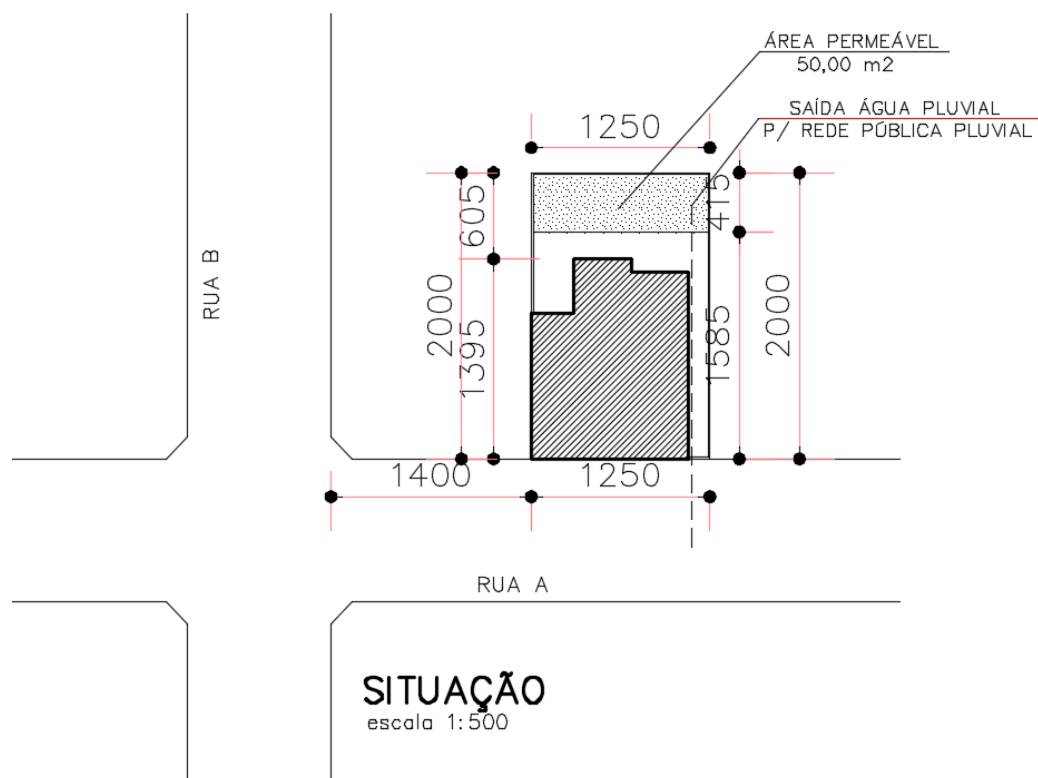 ÁREA PERMEÁVEL
50,00 m2
SAÍDA ÁGUA PLUVIAL
P/ REDE PÚBLICA PLUVIAL
1250
605
415
RUA B
2000
1395
1585
2000
1400
1250
RUA A
SITUAÇÃO
escala 1:500